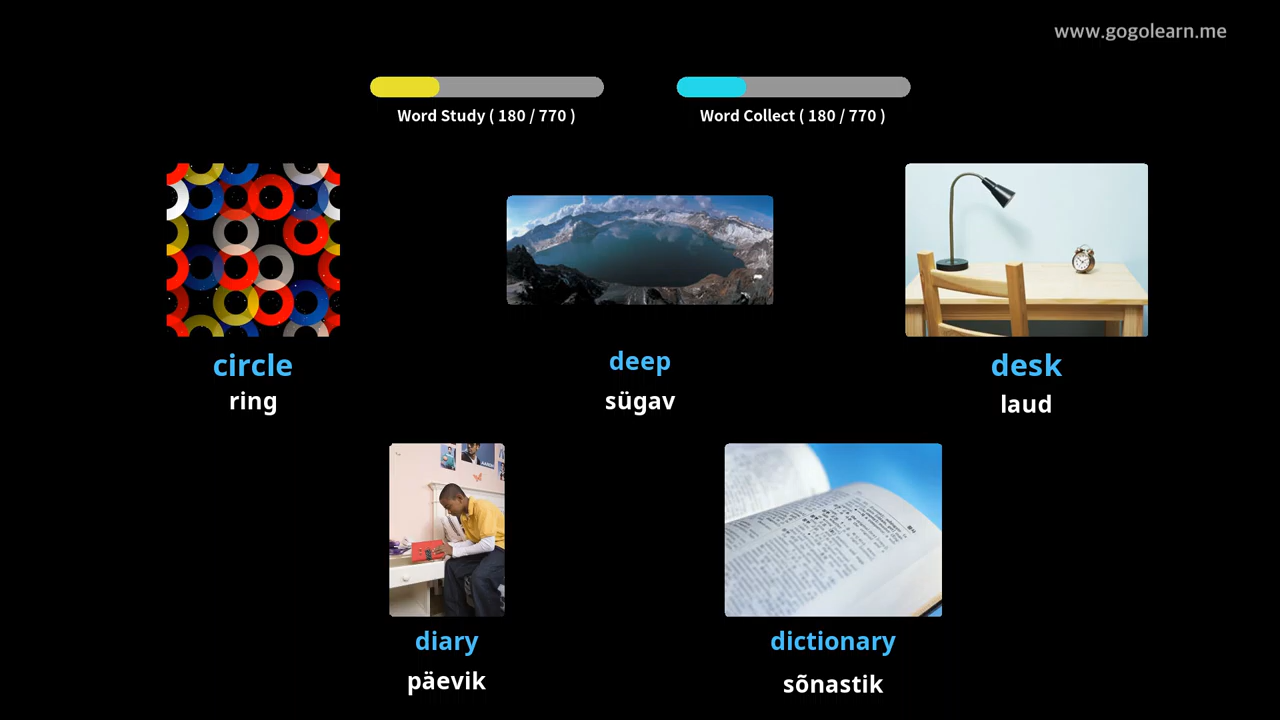 www.gogolearn.me
Word Study ( 180 / 770 )
Word Collect ( 180 / 770 )
circle
ring
deep
sügav
desk
laud
diary
päevik
dictionary
sõnastik